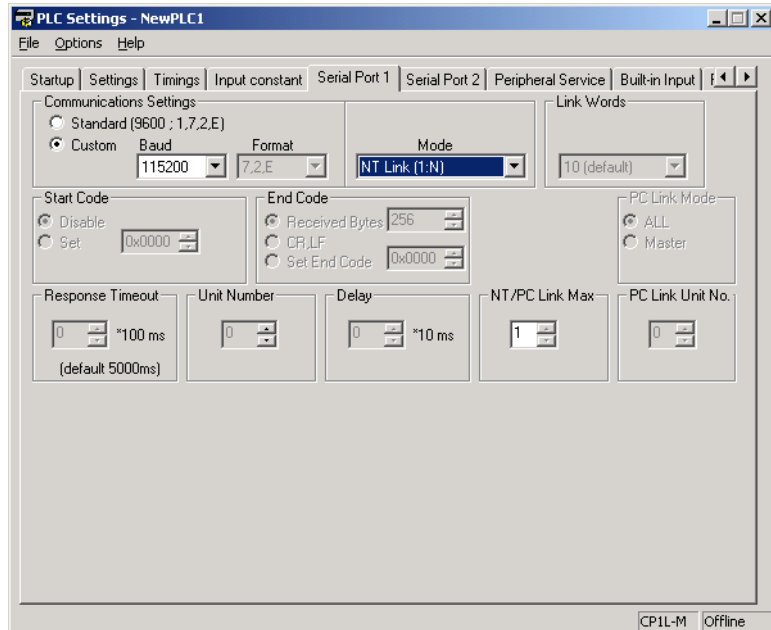 PLC Settings - NewPLC1
File Options Help
Startup Settings Timings Input constant Serial Port 1 Serial Port 2 Peripheral Service Built-in Input
Communications Settings
Link Words
Standard (9600 ; 1,7,2,E)
Custom Baud Format Mode
115200 7,2,E NT Link (1:N) 10 (default)
Start Code End Code PC Link Mode
Disable Received Bytes 256 ALL
Set 0x0000 CR,LF Master
Set End Code 0x0000
Response Timeout Unit Number Delay NT/PC Link Max PC Link Unit No.
0 *100 ms 0 0 *10 ms 1 0
(default 5000ms)
CP1L-M Offline